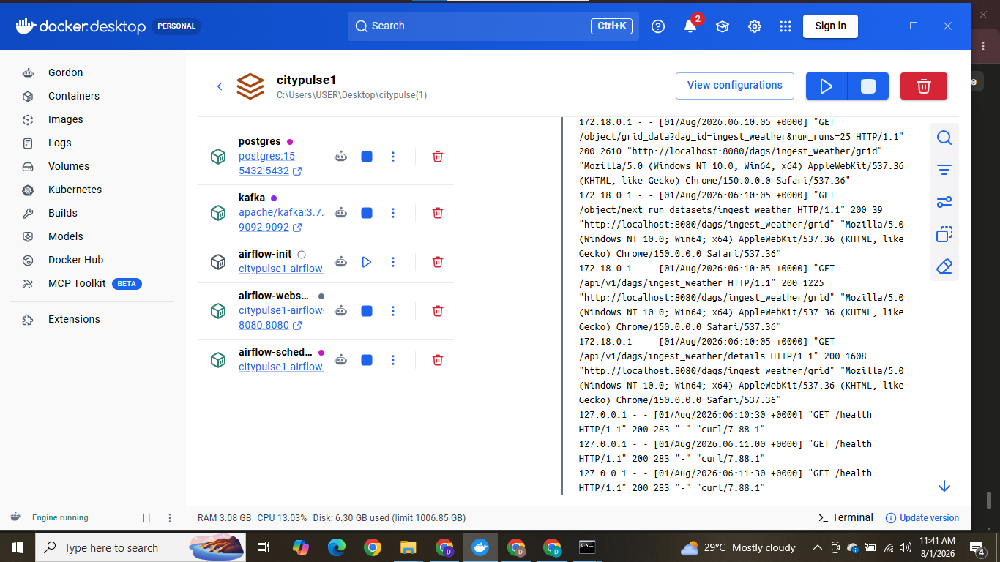 docker.desktop PERSONAL
Search
Ctrl+K
2
Sign in
e
Gordon
Containers
Images
Logs
Volumes
Kubernetes
Builds
Models
Docker Hub
MCP Toolkit BETA
Extensions
citypulse1
C:\Users\USER\Desktop\citypulse(1)
View configurations
postgres
postgres:15
5432:5432
kafka
apache/kafka:3.7.
9092:9092
airflow-init
citypulse1-airflow-
airflow-webs...
citypulse1-airflow-
8080:8080
airflow-sched...
citypulse1-airflow-
172.18.0.1 - - [01/Aug/2026:06:10:05 +0000] "GET
/object/grid_data?dag_id=ingest_weather&num_runs=25 HTTP/1.1"
200 2610 "http://localhost:8080/dags/ingest_weather/grid"
"Mozilla/5.0 (Windows NT 10.0; Win64; x64) AppleWebKit/537.36
(KHTML, like Gecko) Chrome/150.0.0.0 Safari/537.36"
172.18.0.1 - - [01/Aug/2026:06:10:05 +0000] "GET
/object/next_run_datasets/ingest_weather HTTP/1.1" 200 39
"http://localhost:8080/dags/ingest_weather/grid" "Mozilla/5.0
(Windows NT 10.0; Win64; x64) AppleWebKit/537.36 (KHTML, like
Gecko) Chrome/150.0.0.0 Safari/537.36"
172.18.0.1 - - [01/Aug/2026:06:10:05 +0000] "GET
/api/v1/dags/ingest_weather HTTP/1.1" 200 1225
"http://localhost:8080/dags/ingest_weather/grid" "Mozilla/5.0
(Windows NT 10.0; Win64; x64) AppleWebKit/537.36 (KHTML, like
Gecko) Chrome/150.0.0.0 Safari/537.36"
172.18.0.1 - - [01/Aug/2026:06:10:05 +0000] "GET
/api/v1/dags/ingest_weather/details HTTP/1.1" 200 1608
"http://localhost:8080/dags/ingest_weather/grid" "Mozilla/5.0
(Windows NT 10.0; Win64; x64) AppleWebKit/537.36 (KHTML, like
Gecko) Chrome/150.0.0.0 Safari/537.36"
127.0.0.1 - - [01/Aug/2026:06:10:30 +0000] "GET /health
HTTP/1.1" 200 283 "-" "curl/7.88.1"
127.0.0.1 - - [01/Aug/2026:06:11:00 +0000] "GET /health
HTTP/1.1" 200 283 "-" "curl/7.88.1"
127.0.0.1 - - [01/Aug/2026:06:11:30 +0000] "GET /health
HTTP/1.1" 200 283 "-" "curl/7.88.1"
Engine running
RAM 3.08 GB CPU 13.03% Disk: 6.30 GB used (limit 1006.85 GB)
Terminal
Update version
Type here to search
D
D
D
29°C Mostly cloudy
11:41 AM
8/1/2026
4